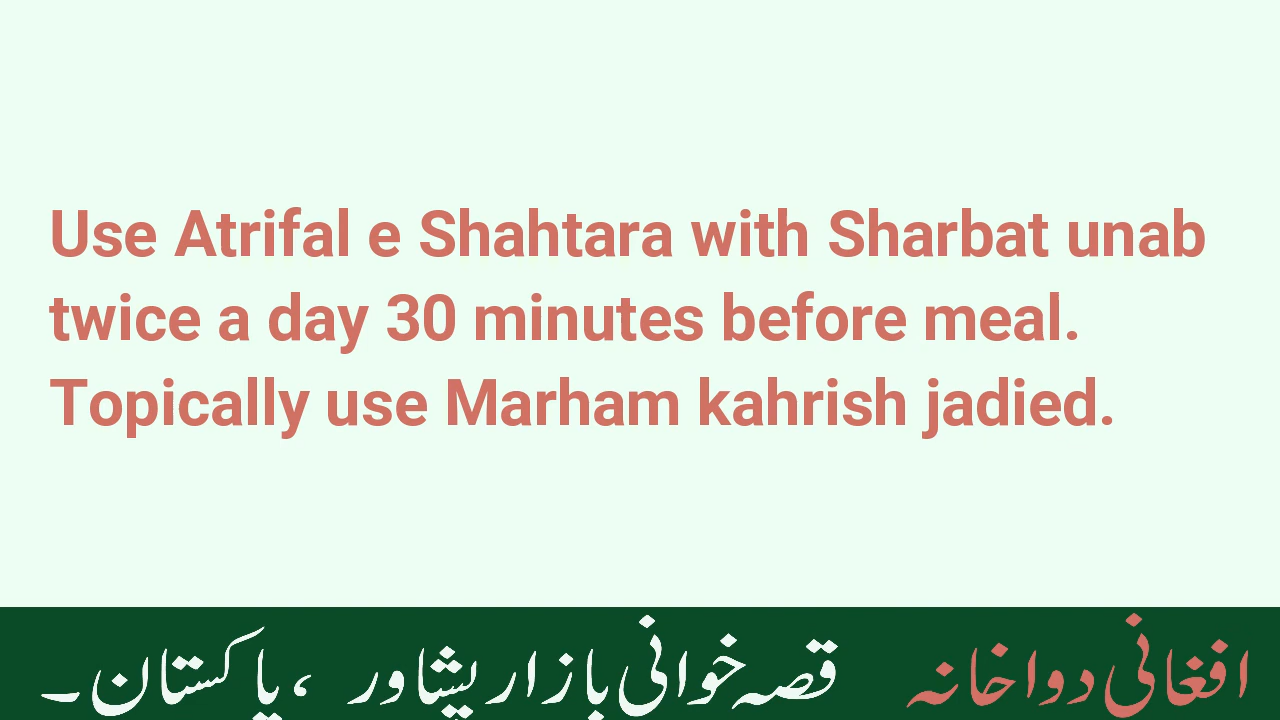 Use Atrifal e Shahtara with Sharbat unab
twice a day 30 minutes before meal.
Topically use Marham kahrish jadied.
افغانی دواخانہ قصہ خوانی بازار پشاور ، پاکستان۔